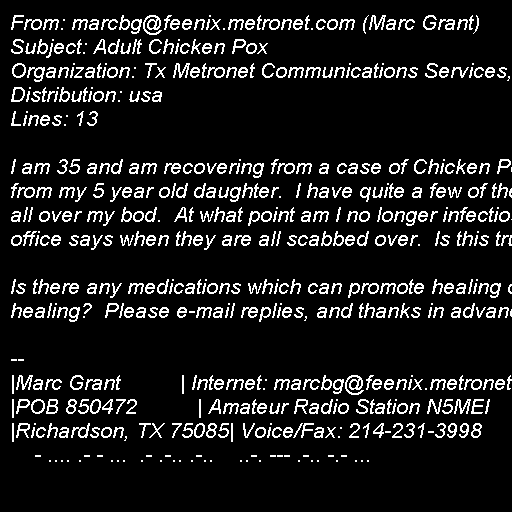 From: marcbg@feenix.metronet.com (Marc Grant)
Subject: Adult Chicken Pox
Organization: Tx Metronet Communications Services,
Distribution: usa
Lines: 13

I am 35 and am recovering from a case of Chicken P
from my 5 year old daughter.  I have quite a few of the
all over my bod.  At what point am I no longer infectio
office says when they are all scabbed over.  Is this tru

Is there any medications which can promote healing
healing?  Please e-mail replies, and thanks in advan

--
|Marc Grant          | Internet: marcbg@feenix.metronet
|POB 850472          | Amateur Radio Station N5MEI
|Richardson, TX 75085| Voice/Fax: 214-231-3998
    - .... .- - ...  .- .-.. .-..    ..-. --- .-.. -.- ...